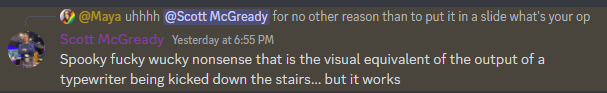 @Maya uhhhh @Scott McGready for no other reason than to put it in a slide what's your op
Scott McGready Yesterday at 6:55 PM
Spooky fucky wucky nonsense that is the visual equivalent of the output of a
typewriter being kicked down the stairs... but it works